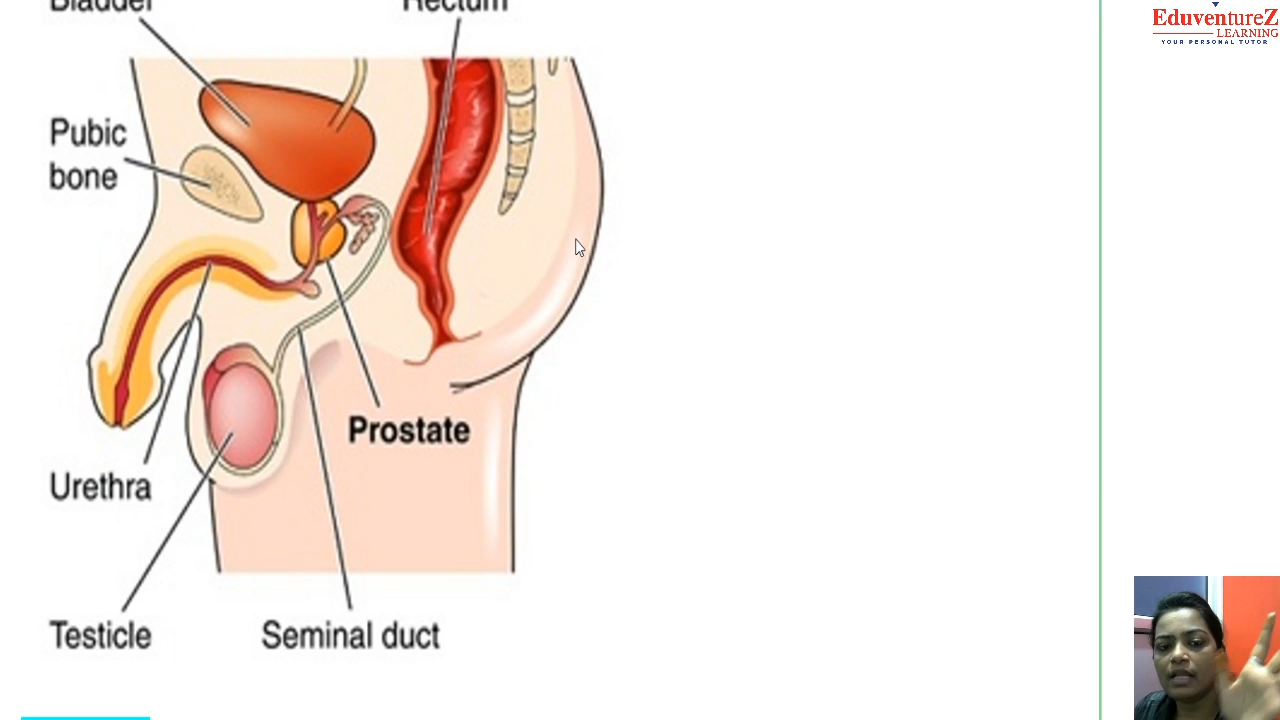 Bladder
Rectum
Pubic
bone
Prostate
Urethra
Testicle
Seminal duct
EduventureZ
LEARNING
YOUR PERSONAL TUTOR